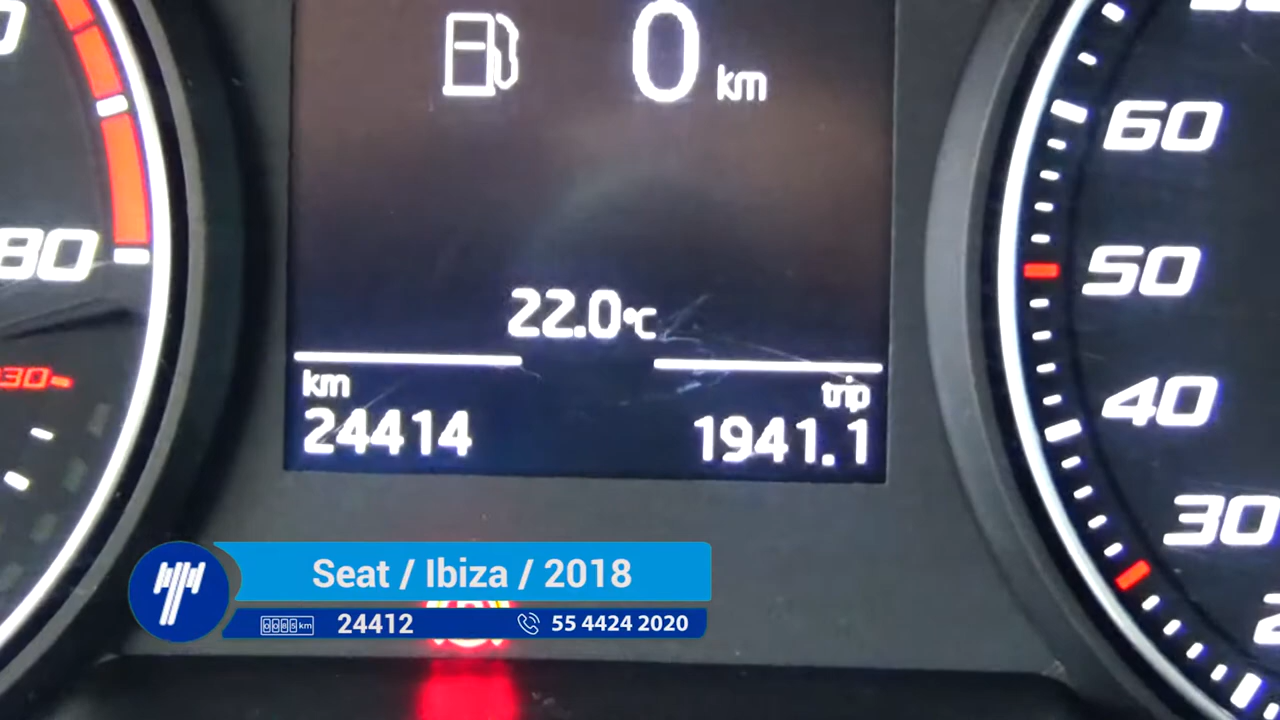 0 km
60
80
50
22.0°C
30
km
trip
40
24414
1941.1
30
Seat / Ibiza / 2018
24412
55 4424 2020